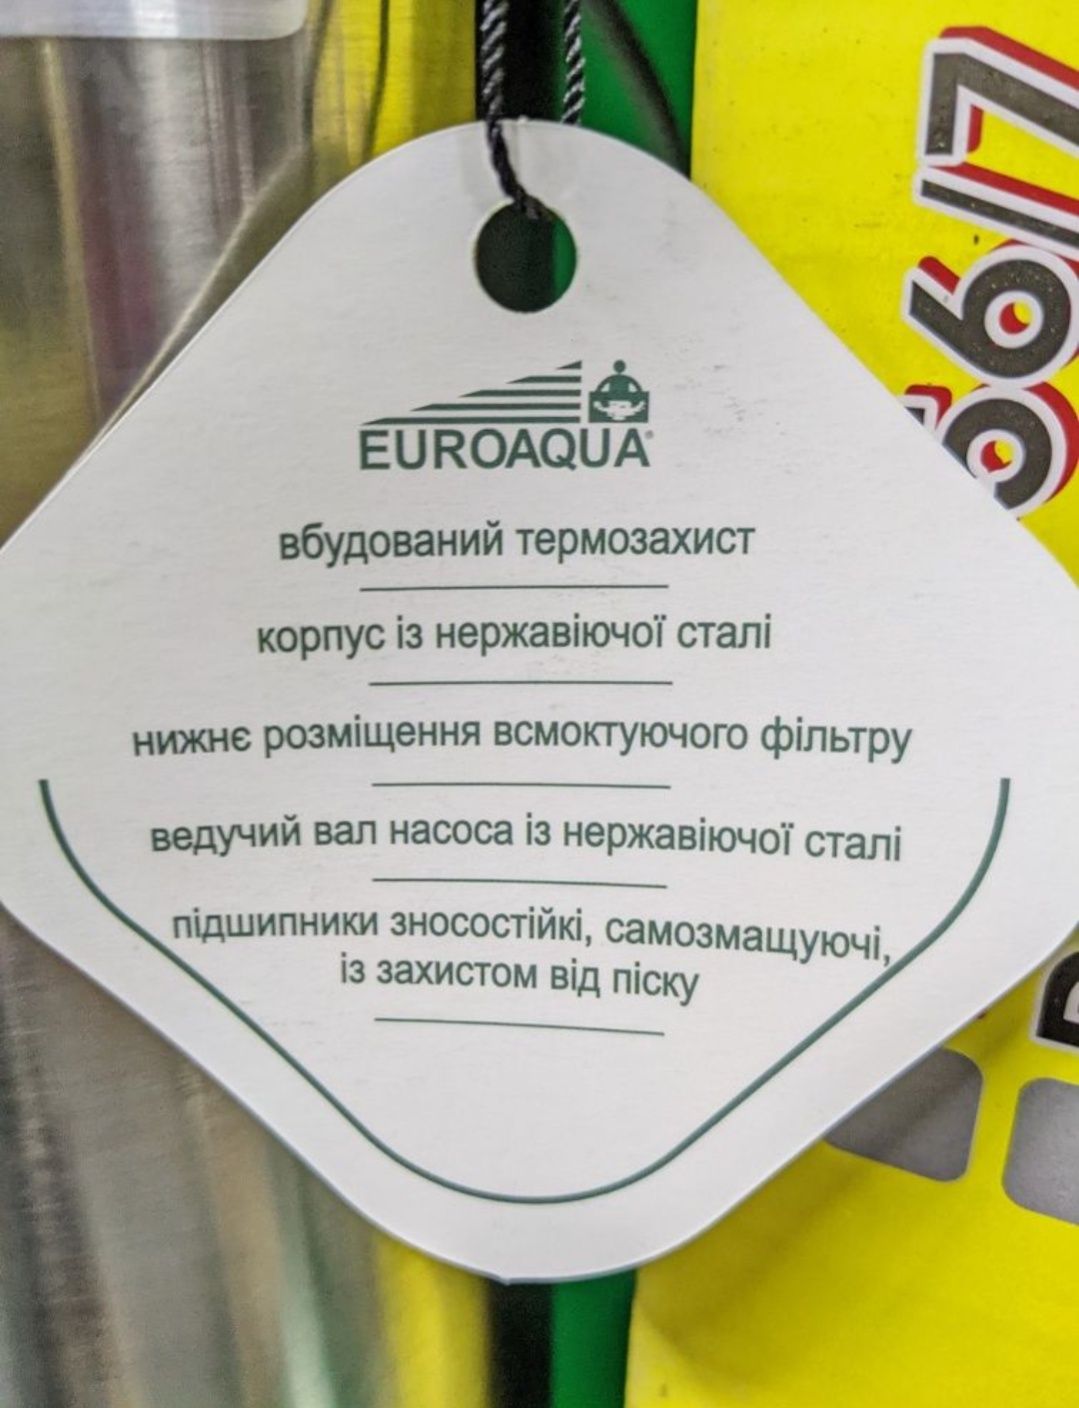 EUROAQUA
вбудований термозахист
корпус із нержавіючої сталі
нижнє розміщення всмоктуючого фільтру
ведучий вал насоса із нержавіючої сталі
підшипники зносостійкі, самозмащуючі,
із захистом від піску